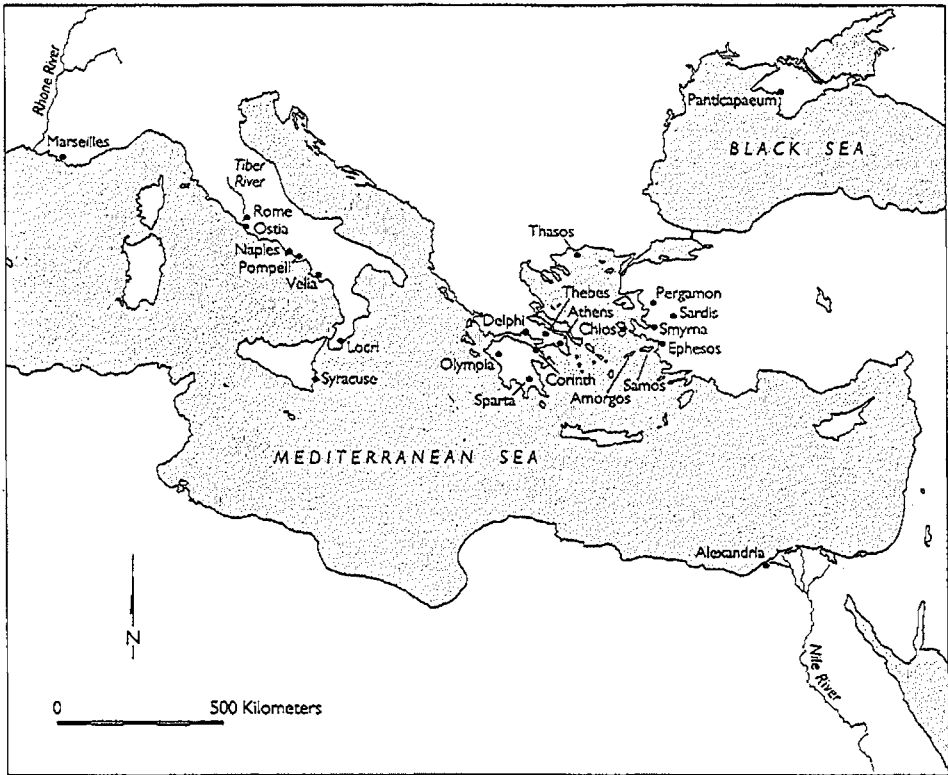 Rhone River
Marseilles
Tiber
River
Rome
Ostia
Naples
Pompeii
Velia
Locri
Syracuse
Panticapaeum
BLACK SEA
Thasos
Thebes
Athens
Delphi
Chios
Pergamon
Sardis
Smyrna
Ephesos
Olympia
Corinth
Samos
Sparta
Amorgos
MEDITERRANEAN SEA
Alexandria
Nile River
N
0 500 Kilometers